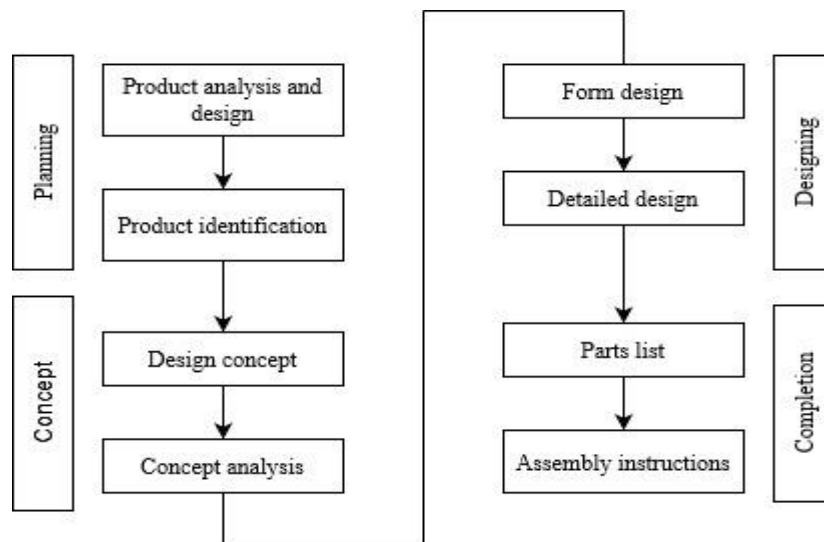 Planning
Product analysis and
design
Product identification
Concept
Design concept
Concept analysis
Form design
Detailed design
Designing
Parts list
Assembly instructions
Completion